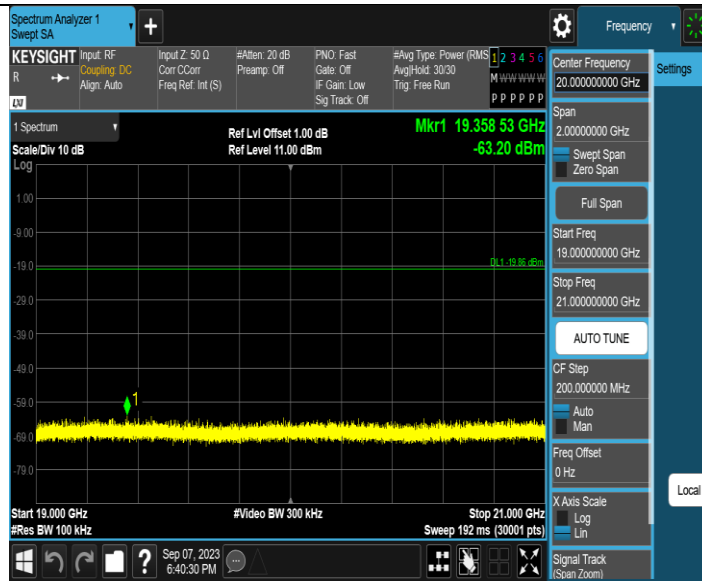 Spectrum Analyzer 1
Swept SA
+
Frequency
KEYSIGHT
R
LXI
Input: RF
Coupling: DC
Align: Auto
Input Z: 50 Ω
Corr CCorr
Freq Ref: Int (S)
#Atten: 20 dB
Preamp: Off
PNO: Fast
Gate: Off
IF Gain: Low
Sig Track: Off
#Avg Type: Power (RMS
Avg|Hold: 30/30
Trig: Free Run
1 2 3 4 5 6
M W W W W W
P P P P P P
Settings
1 Spectrum
Scale/Div 10 dB
Log
Ref Lvl Offset 1.00 dB
Ref Level 11.00 dBm
Mkr1 19.358 53 GHz
-63.20 dBm
1.00
-9.00
-19.0
DL1 -19.86 dBm
-29.0
-39.0
-49.0
-59.0
1
-69.0
-79.0
Start 19.000 GHz
#Res BW 100 kHz
#Video BW 300 kHz
Stop 21.000 GHz
Sweep 192 ms (30001 pts)
Center Frequency
20.000000000 GHz
Span
2.00000000 GHz
Swept Span
Zero Span
Full Span
Start Freq
19.000000000 GHz
Stop Freq
21.000000000 GHz
AUTO TUNE
CF Step
200.000000 MHz
Auto
Man
Freq Offset
0 Hz
X Axis Scale
Log
Lin
Signal Track
(Span Zoom)
Local
?
Sep 07, 2023
6:40:30 PM